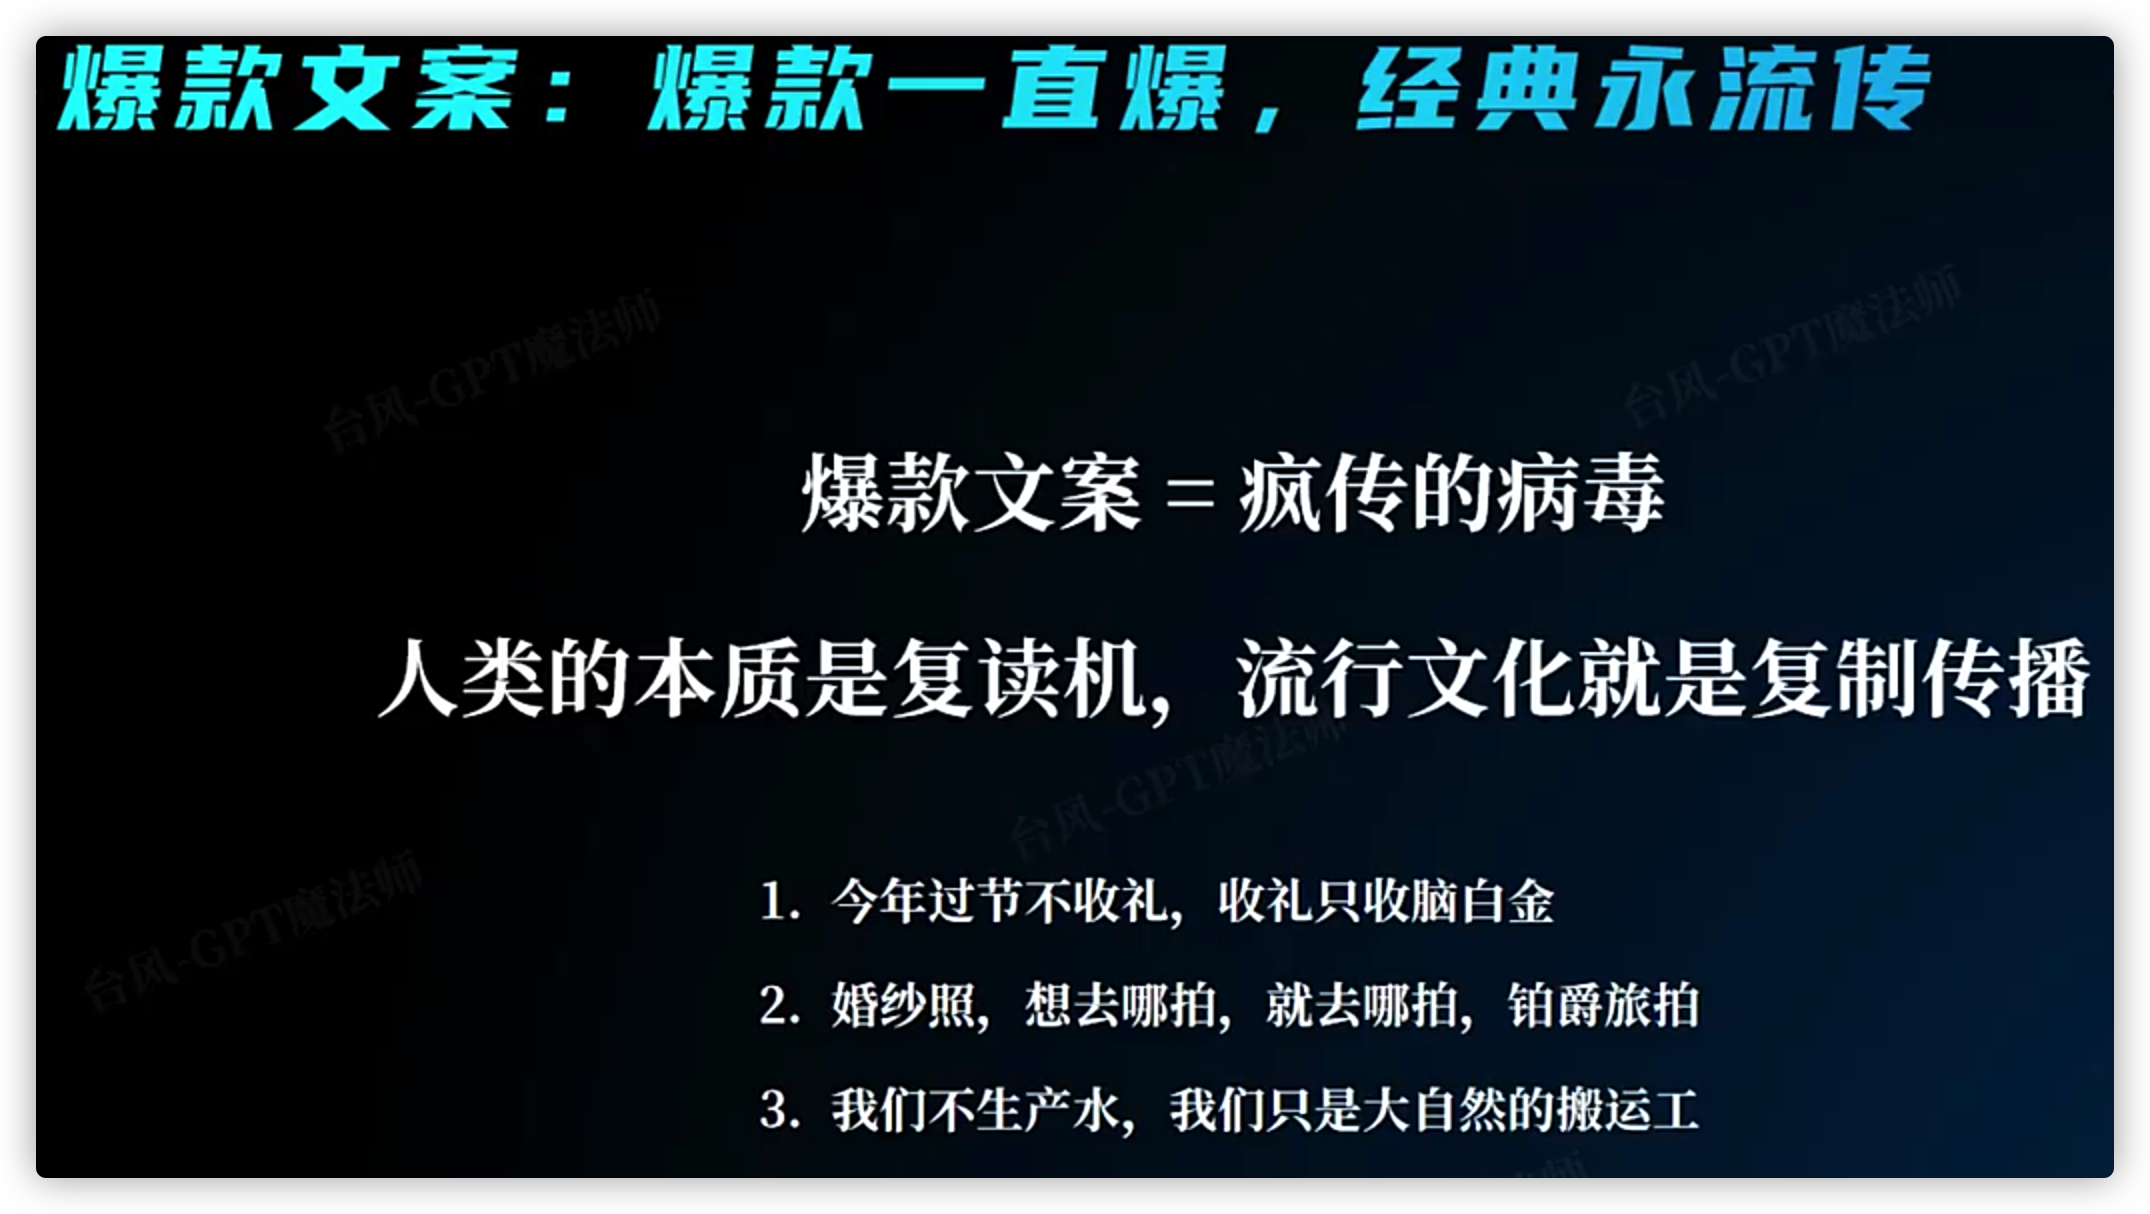 爆款文案：爆款一直爆，经典永流传
台风-GPT魔法师
台风-GPT魔法师
爆款文案 = 疯传的病毒
人类的本质是复读机，流行文化就是复制传播
台风-GPT魔法师
台风-GPT魔法师
1. 今年过节不收礼，收礼只收脑白金
2. 婚纱照，想去哪拍，就去哪拍，铂爵旅拍
3. 我们不生产水，我们只是大自然的搬运工